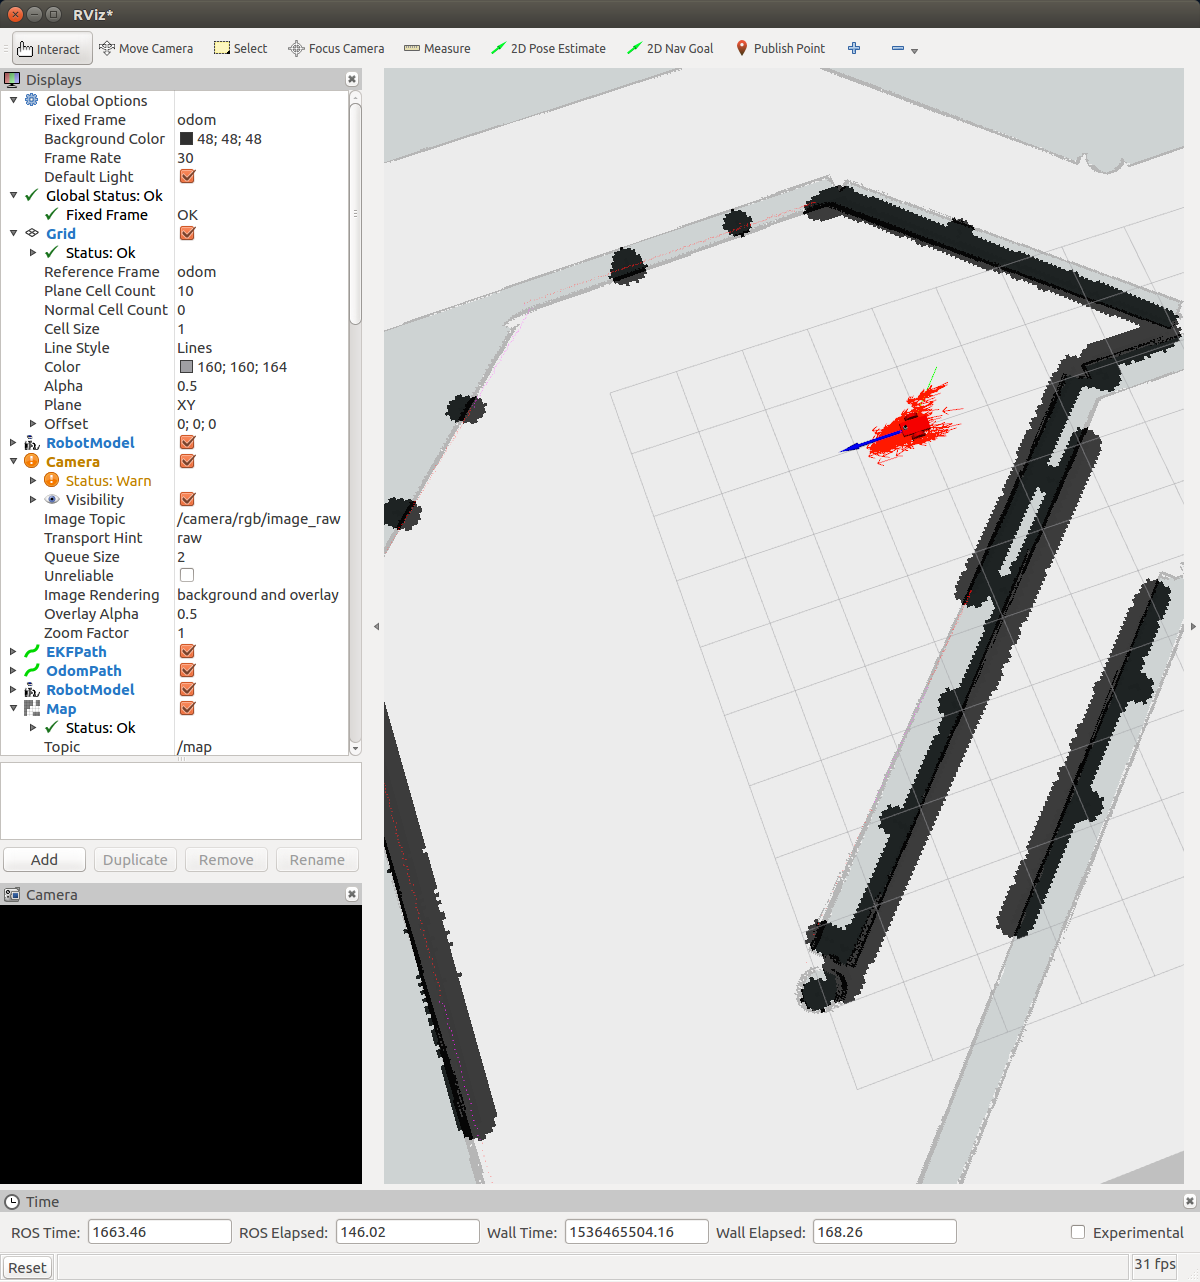 RViz*
Interact Move Camera Select Focus Camera Measure 2D Pose Estimate 2D Nav Goal Publish Point
Displays
Global Options
Fixed Frame odom
Background Color 48; 48; 48
Frame Rate 30
Default Light
Global Status: Ok
Fixed Frame OK
Grid
Status: Ok
Reference Frame odom
Plane Cell Count 10
Normal Cell Count 0
Cell Size 1
Line Style Lines
Color 160; 160; 164
Alpha 0.5
Plane XY
Offset 0; 0; 0
RobotModel
Camera
Status: Warn
Visibility
Image Topic /camera/rgb/image_raw
Transport Hint raw
Queue Size 2
Unreliable
Image Rendering background and overlay
Overlay Alpha 0.5
Zoom Factor 1
EKFPath
OdomPath
RobotModel
Map
Status: Ok
Topic /map
Add Duplicate Remove Rename
Camera
Time
ROS Time: 1663.46 ROS Elapsed: 146.02 Wall Time: 1536465504.16 Wall Elapsed: 168.26 Experimental
Reset 31 fps